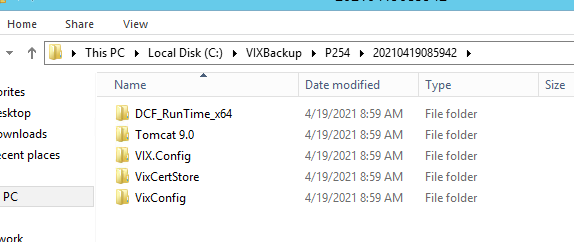 Share View
This PC Local Disk (C:) VIXBackup P254 20210419085942
Name Date modified Type Size
DCF_RunTime_x64 4/19/2021 8:59 AM File folder
Tomcat 9.0 4/19/2021 8:59 AM File folder
VIX.Config 4/19/2021 8:59 AM File folder
VixCertStore 4/19/2021 8:59 AM File folder
VixConfig 4/19/2021 8:59 AM File folder
orites
esktop
ownloads
ecent places
PC
work